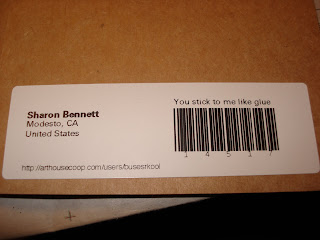 You stick to me like glue
Sharon Bennett
Modesto, CA
United States
1 4 5 1 7
http://arthousecoop.com/users/busestkool